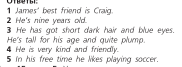 Ответы:
1 James' best friend is Craig.
2 He's nine years old.
3 He has got short dark hair and blue eyes.
He's tall for his age and quite plump.
4 He is very kind and friendly.
5 In his free time he likes playing soccer.